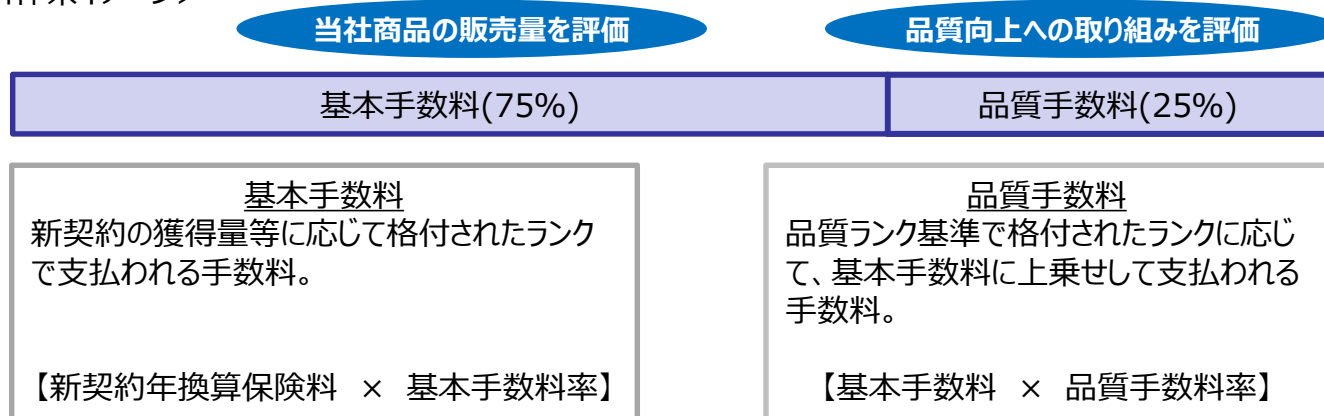 当社商品の販売量を評価
品質向上への取り組みを評価
基本手数料(75%)
品質手数料(25%)
基本手数料
新契約の獲得量等に応じて格付されたランク
で支払われる手数料。
【新契約年換算保険料 × 基本手数料率】
品質手数料
品質ランク基準で格付されたランクに応じ
て、基本手数料に上乗せして支払われる
手数料。
【基本手数料 × 品質手数料率】